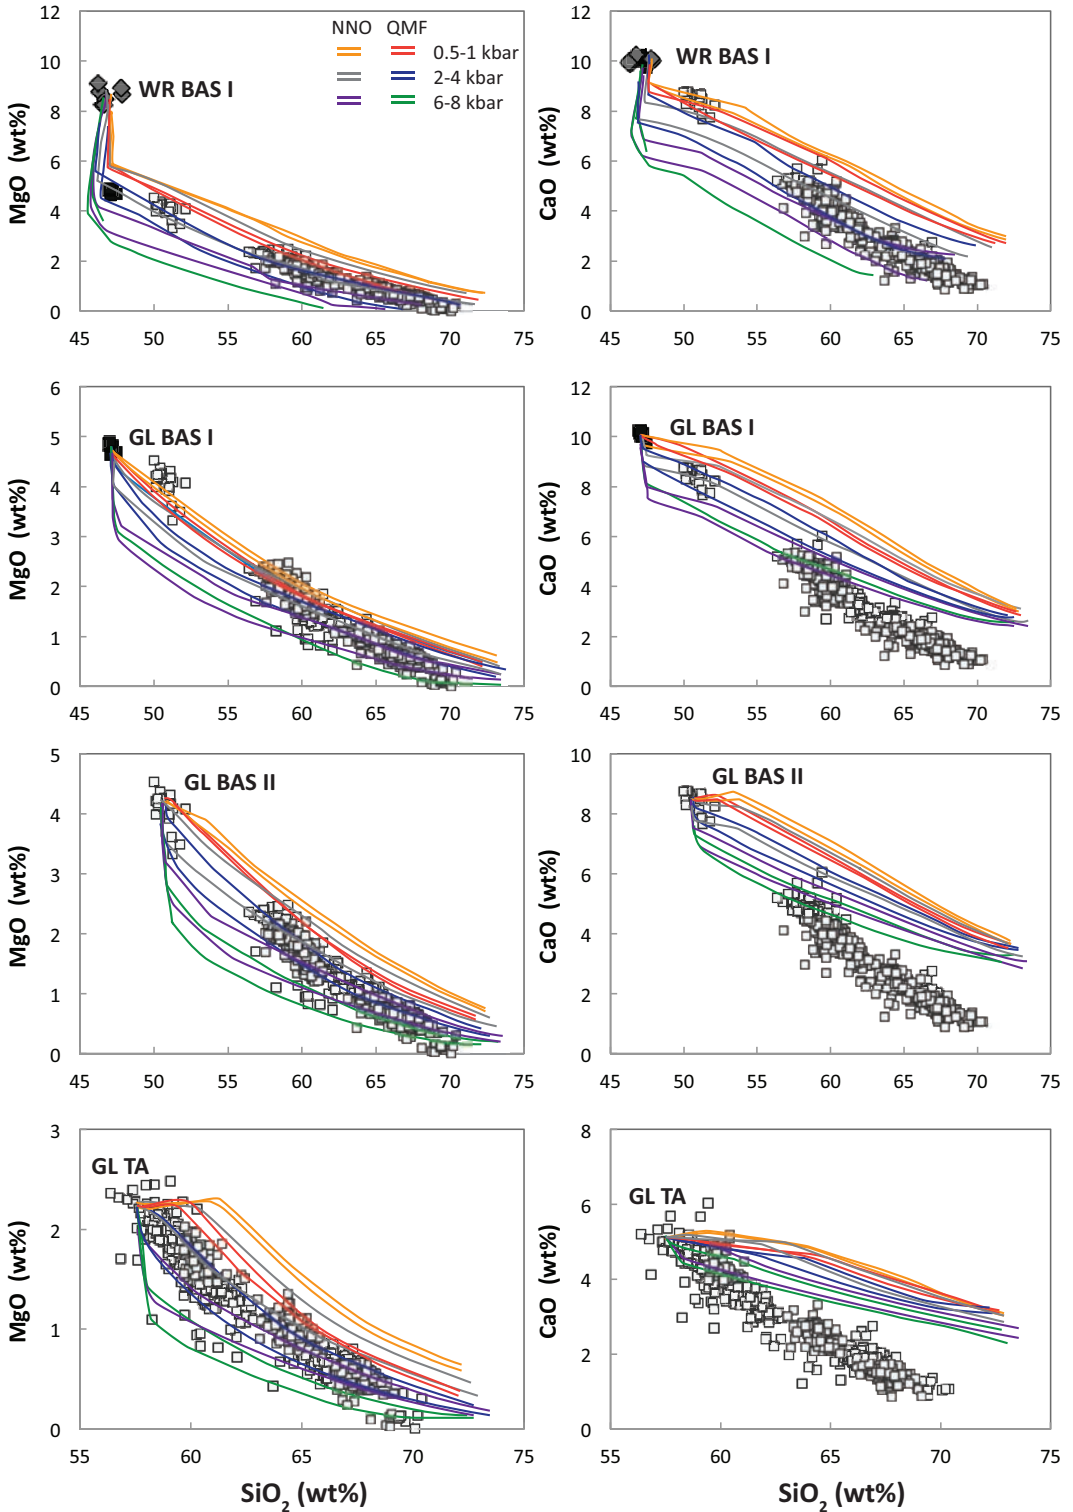 NNO QMF
0.5-1 kbar
2-4 kbar
6-8 kbar
WR BAS I
MgO (wt%)
12
10
8
6
4
2
0
45 50 55 60 65 70 75
WR BAS I
CaO (wt%)
12
10
8
6
4
2
0
45 50 55 60 65 70 75
GL BAS I
MgO (wt%)
6
5
4
3
2
1
0
45 50 55 60 65 70 75
GL BAS I
CaO (wt%)
12
10
8
6
4
2
0
45 50 55 60 65 70 75
GL BAS II
MgO (wt%)
5
4
3
2
1
0
45 50 55 60 65 70 75
GL BAS II
CaO (wt%)
10
8
6
4
2
0
45 50 55 60 65 70 75
GL TA
MgO (wt%)
3
2
1
0
55 60 65 70 75
SiO₂ (wt%)
GL TA
CaO (wt%)
8
6
4
2
0
55 60 65 70 75
SiO₂ (wt%)